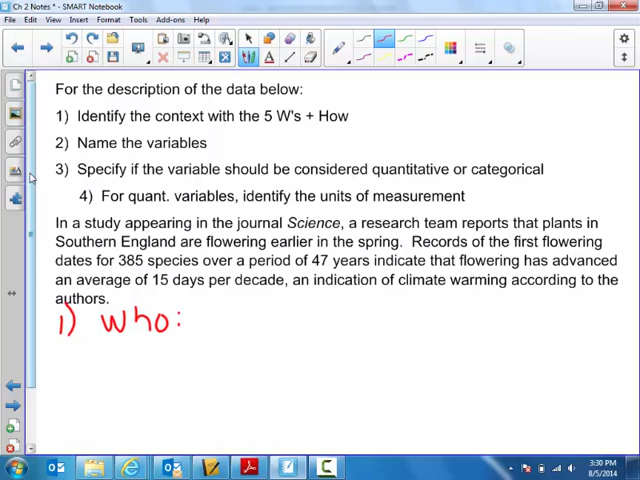 Ch 2 Notes * - SMART Notebook
File Edit View Insert Format Tools Add-ons Help
For the description of the data below:
1) Identify the context with the 5 W's + How
2) Name the variables
3) Specify if the variable should be considered quantitative or categorical
4) For quant. variables, identify the units of measurement
In a study appearing in the journal Science, a research team reports that plants in
Southern England are flowering earlier in the spring. Records of the first flowering
dates for 385 species over a period of 47 years indicate that flowering has advanced
an average of 15 days per decade, an indication of climate warming according to the
authors.
1) Who:
3:30 PM
8/5/2014